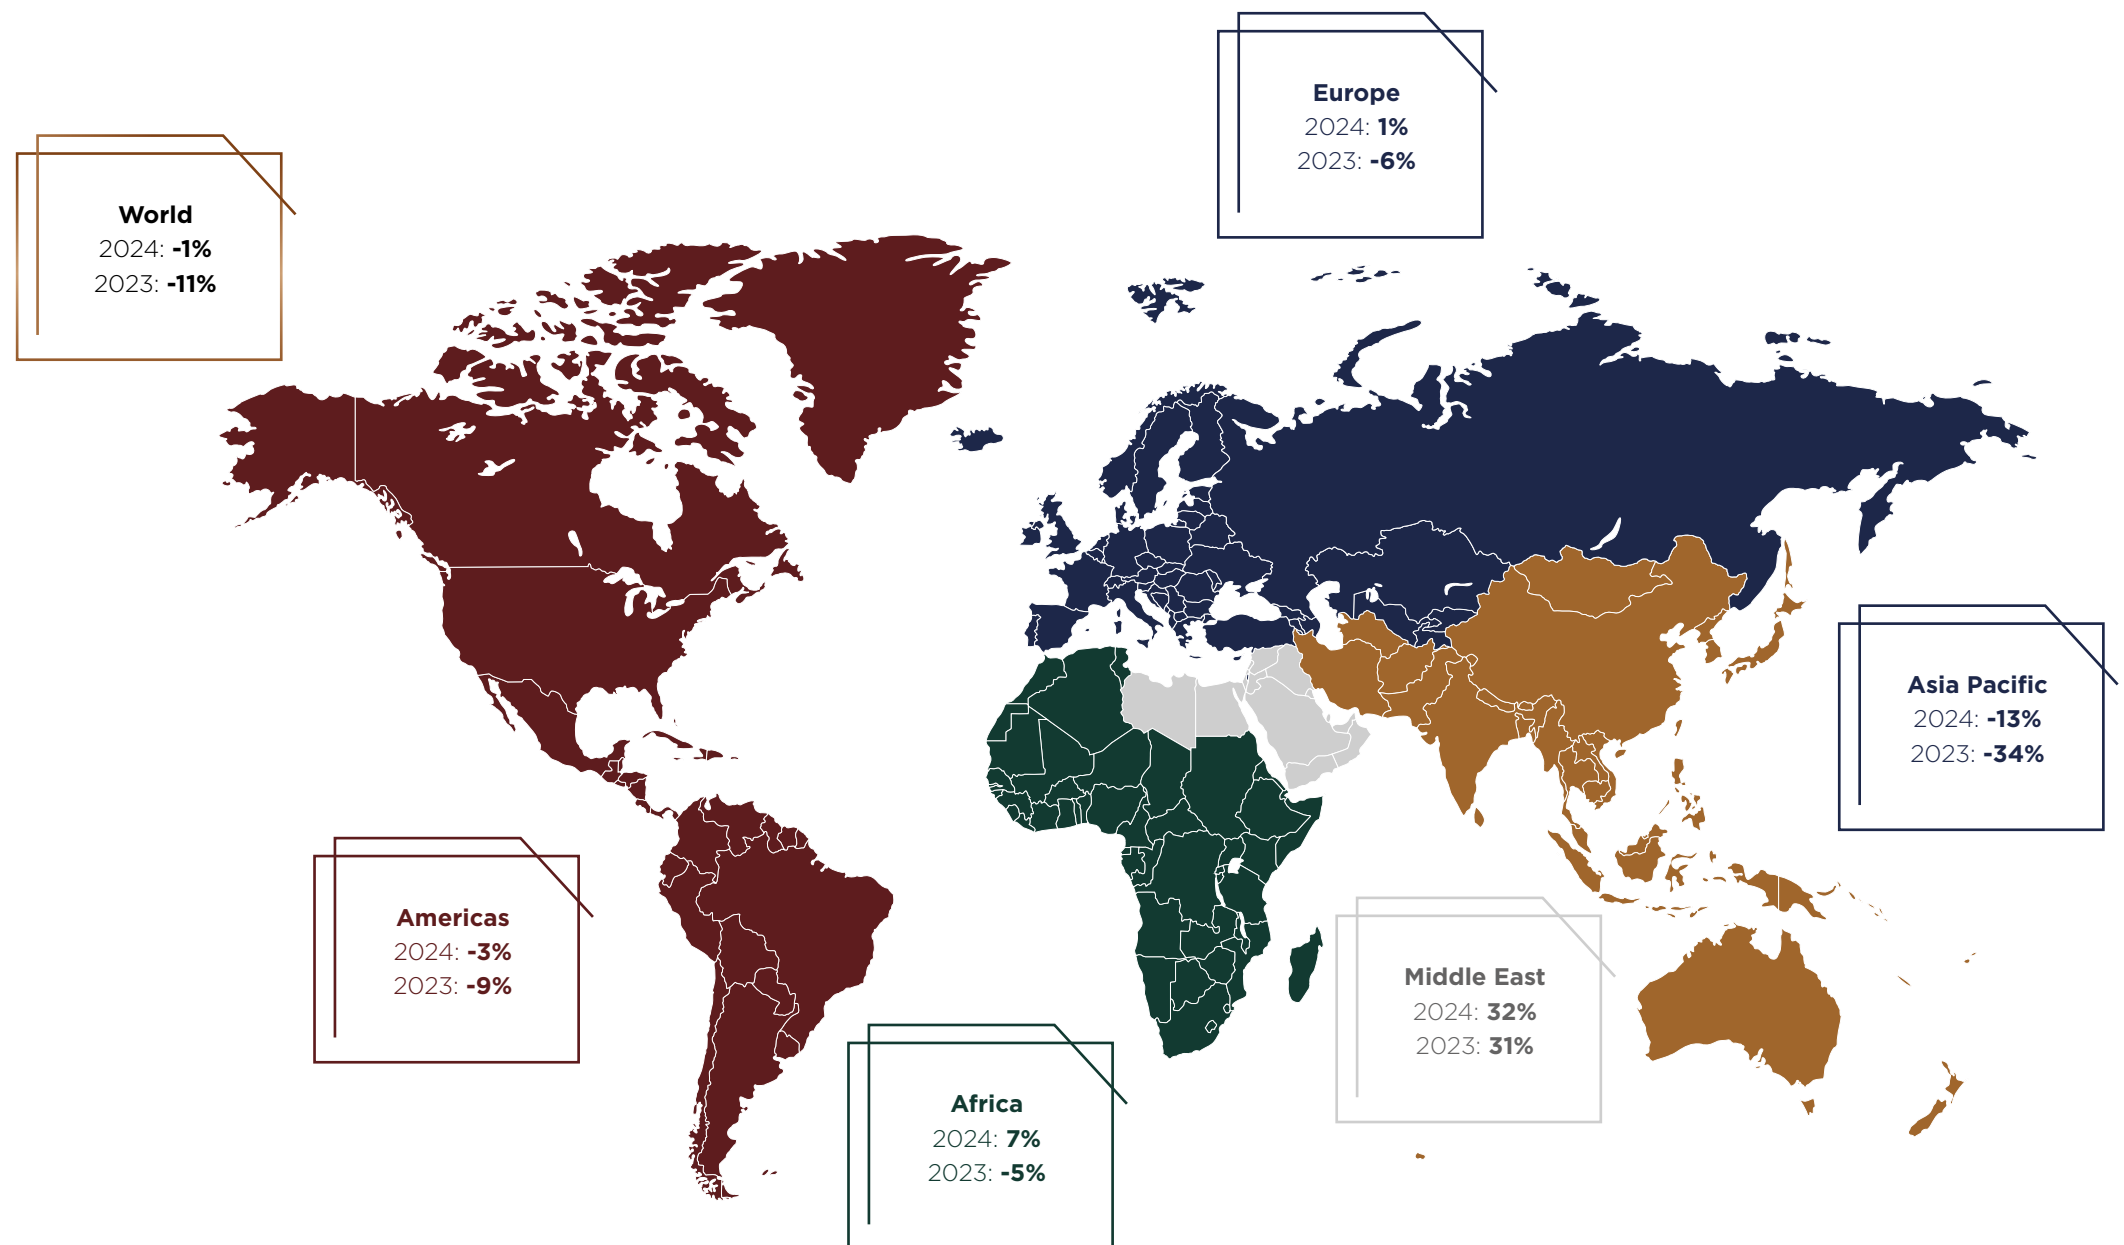 Europe
2024: 1%
2023: -6%
World
2024: -1%
2023: -11%
Asia Pacific
2024: -13%
2023: -34%
Americas
2024: -3%
2023: -9%
Middle East
2024: 32%
2023: 31%
Africa
2024: 7%
2023: -5%